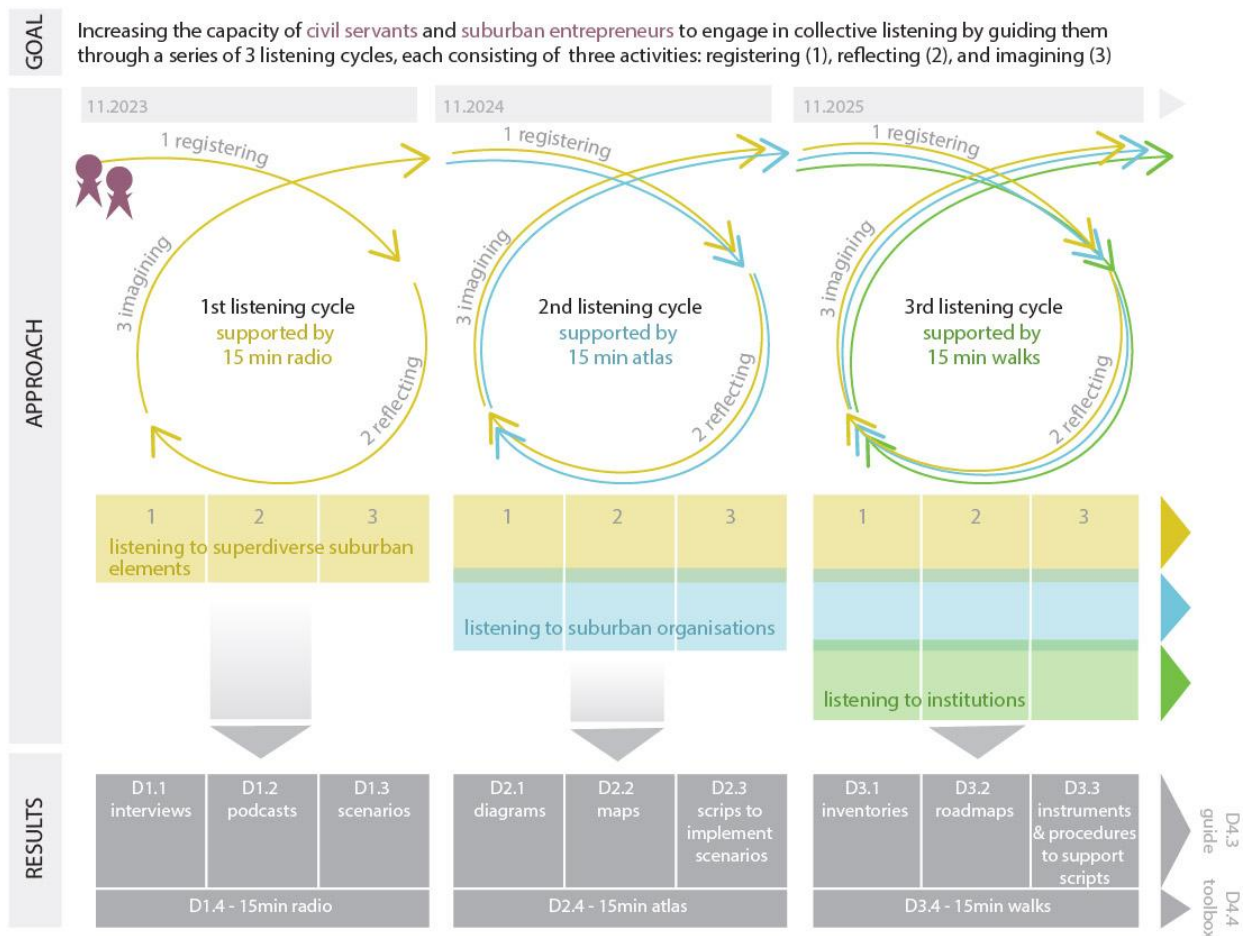 GOAL
Increasing the capacity of civil servants and suburban entrepreneurs to engage in collective listening by guiding them
through a series of 3 listening cycles, each consisting of three activities: registering (1), reflecting (2), and imagining (3)
APPROACH
11.2023
11.2024
11.2025
1 registering
3 imagining
1st listening cycle
supported by
15 min radio
2 reflecting
1 registering
3 imagining
2nd listening cycle
supported by
15 min atlas
2 reflecting
1 registering
3 imagining
3rd listening cycle
supported by
15 min walks
2 reflecting
1 2 3
listening to superdiverse suburban
elements
1 2 3
listening to suburban organisations
1 2 3
listening to institutions
RESULTS
D1.1
interviews
D1.2
podcasts
D1.3
scenarios
D1.4 - 15min radio
D2.1
diagrams
D2.2
maps
D2.3
scrips to
implement
scenarios
D2.4 - 15min atlas
D3.1
inventories
D3.2
roadmaps
D3.3
instruments
& procedures
to support
scripts
D3.4 - 15min walks
D4.3
guide
D4.4
toolbox